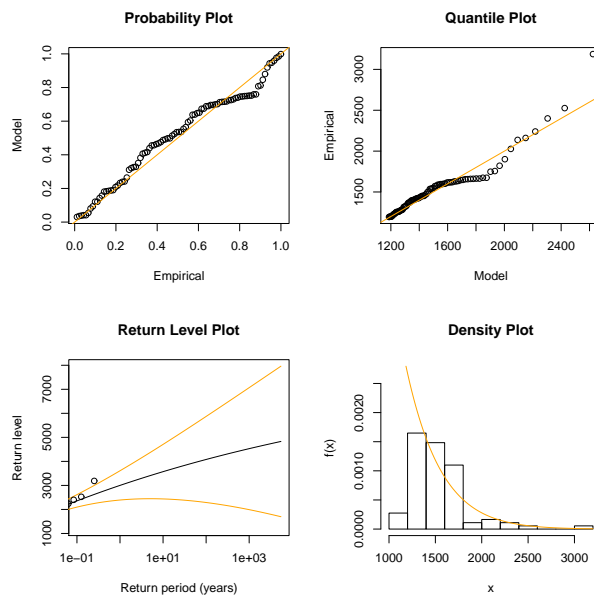 Probability Plot
Model
0.0 0.2 0.4 0.6 0.8 1.0
0.0 0.2 0.4 0.6 0.8 1.0
Empirical
Quantile Plot
Empirical
1500 2000 2500 3000
1200 1600 2000 2400
Model
Return Level Plot
Return level
1000 3000 5000 7000
1e−01 1e+01 1e+03
Return period (years)
Density Plot
f(x)
0.0000 0.0010 0.0020
1000 1500 2000 2500 3000
x